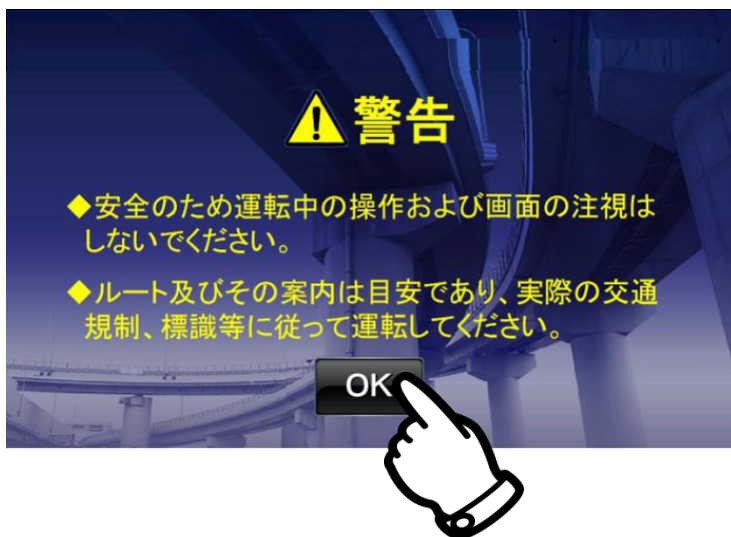 警告
◆安全のため運転中の操作および画面の注視は
しないでください。
◆ルート及びその案内は目安であり、実際の交通
規制、標識等に従って運転してください。
OK